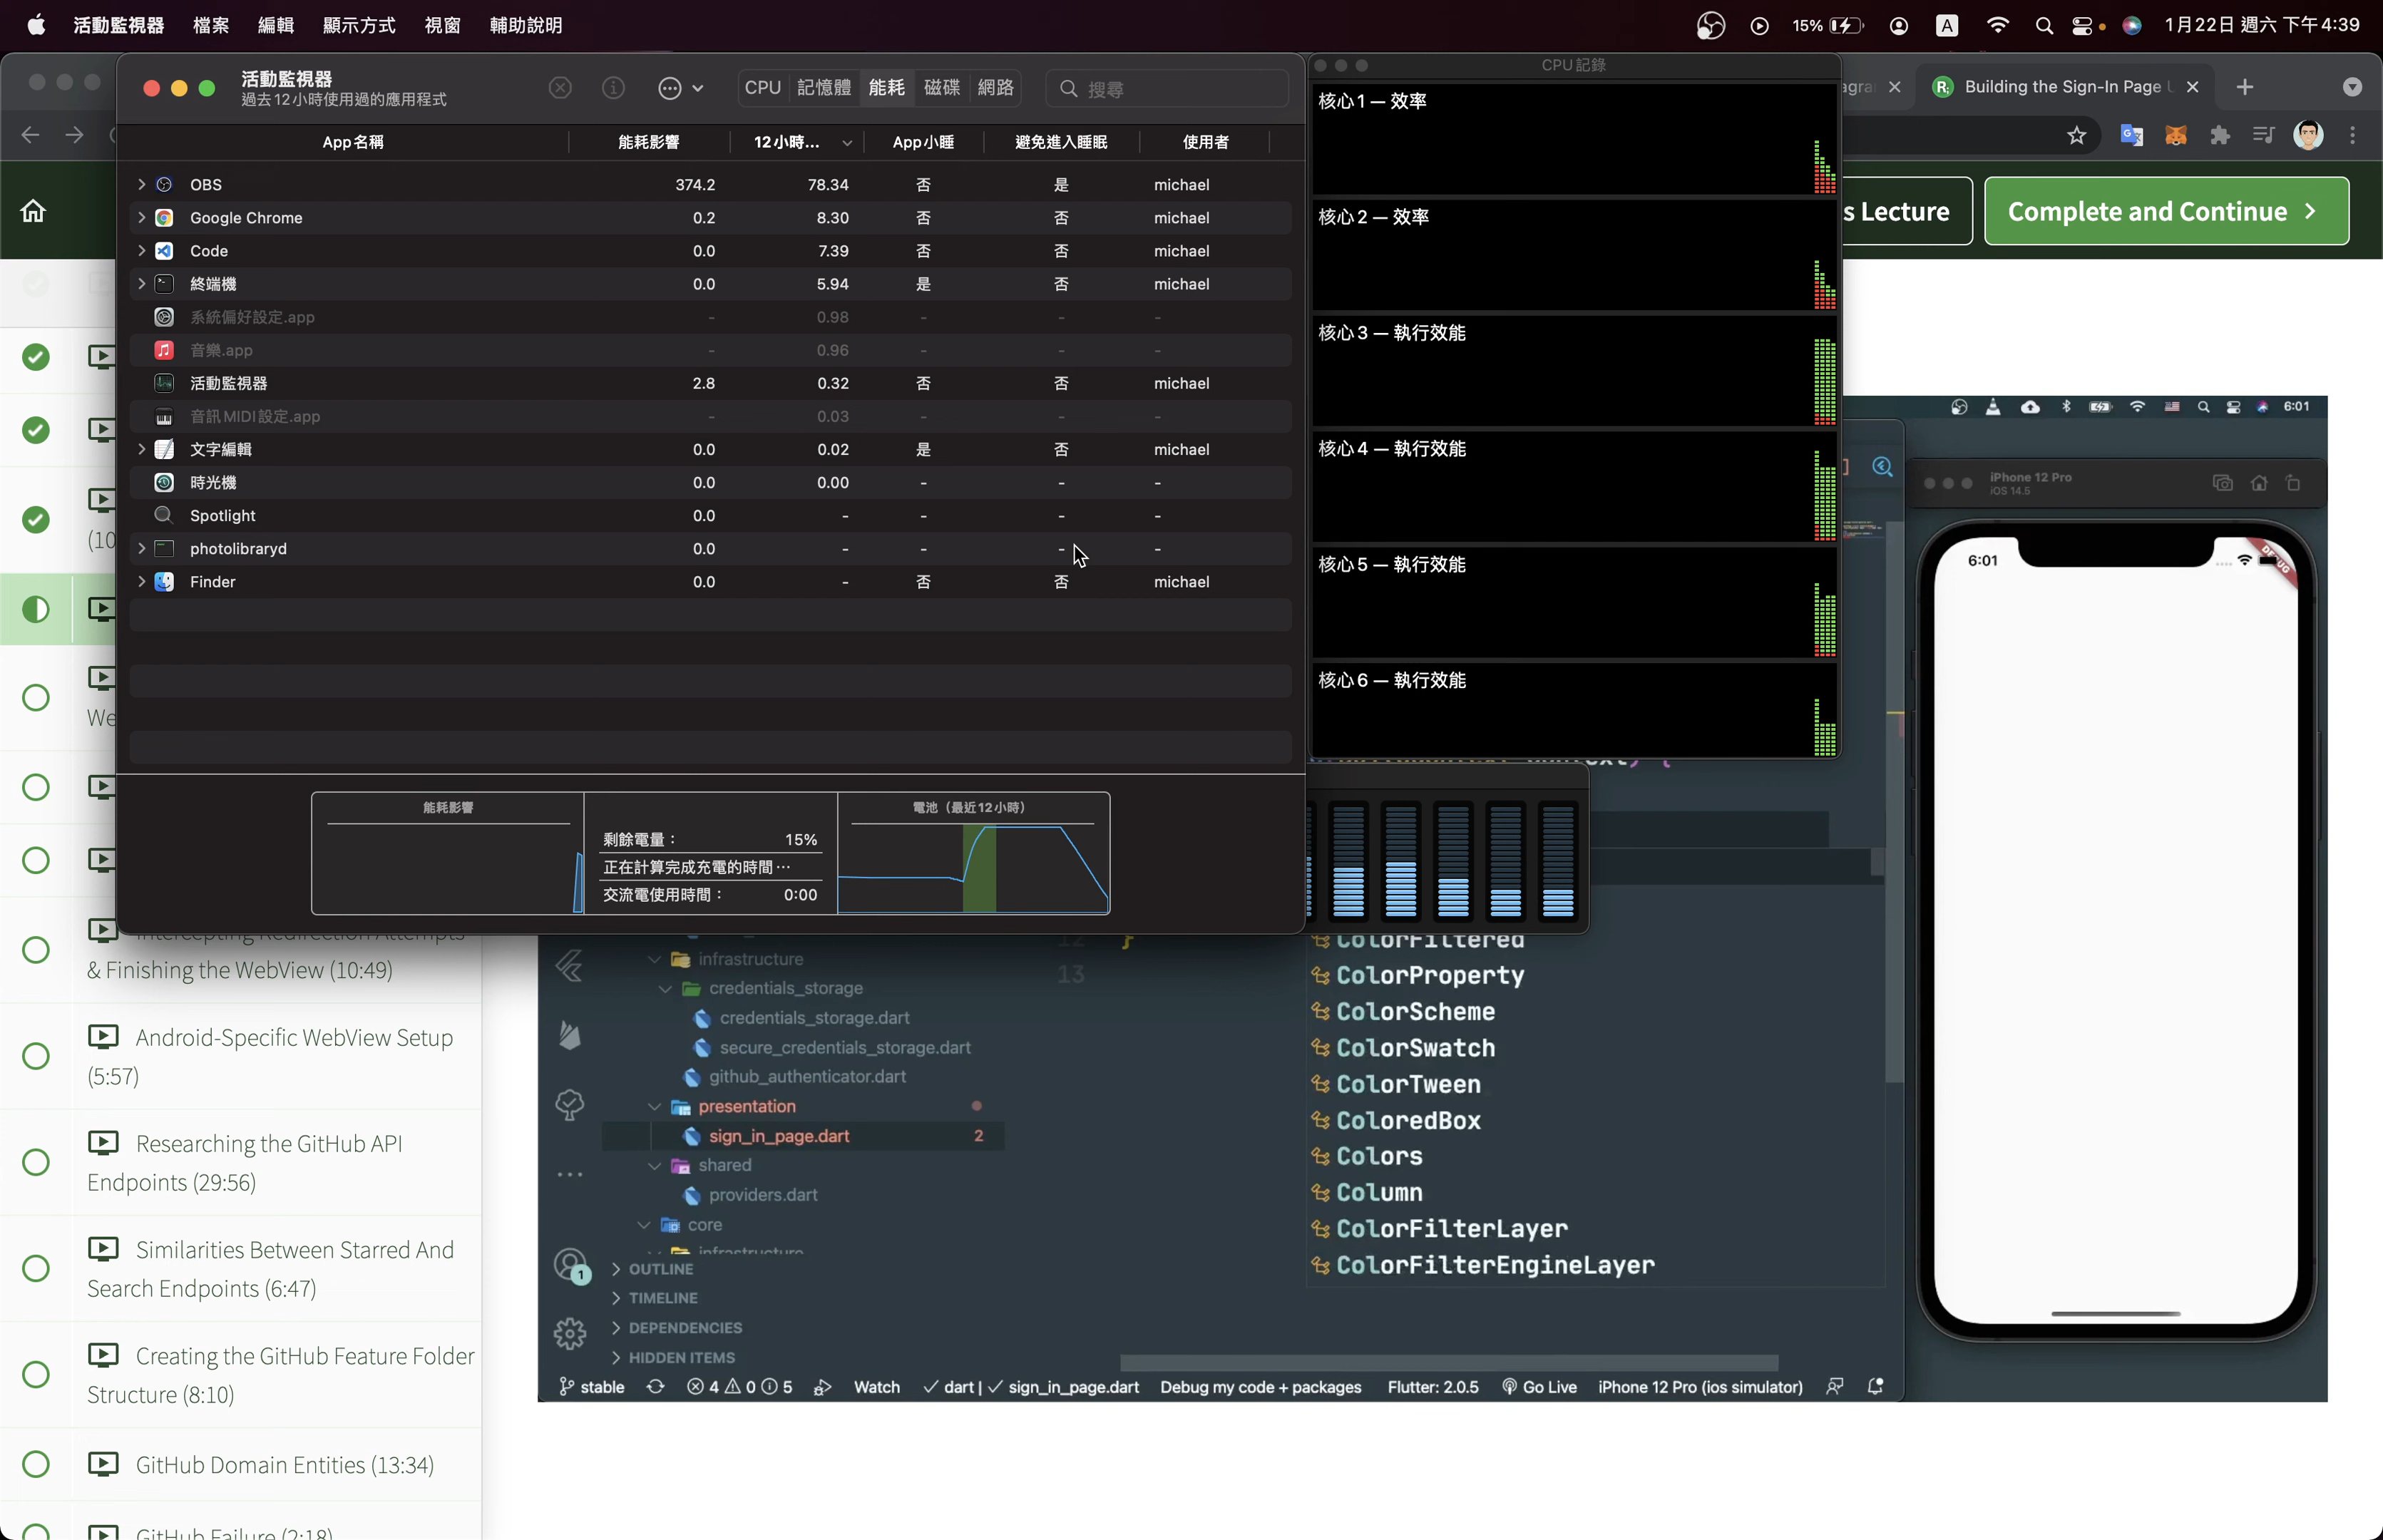 活動監視器 檔案 編輯 顯示方式 視窗 輔助說明 15% A 1月22日 週六 下午4:39
活動監視器
過去12小時使用過的應用程式
CPU 記憶體 能耗 磁碟 網路 搜尋
App名稱 能耗影響 12小時... App小睡 避免進入睡眠 使用者
OBS 374.2 78.34 否 是 michael
Google Chrome 0.2 8.30 否 否 michael
Code 0.0 7.39 否 否 michael
終端機 0.0 5.94 是 否 michael
系統偏好設定.app - 0.98 - - -
音樂.app - 0.96 - - -
活動監視器 2.8 0.32 否 否 michael
音訊MIDI設定.app - 0.03 - - -
文字編輯 0.0 0.02 是 否 michael
時光機 0.0 0.00 - - -
Spotlight 0.0 - - - -
photolibraryd 0.0 - - - -
Finder 0.0 - 否 否 michael
能耗影響
剩餘電量： 15%
正在計算完成充電的時間…
交流電使用時間： 0:00
電池（最近12小時）
CPU記錄
核心1 — 效率
核心2 — 效率
核心3 — 執行效能
核心4 — 執行效能
核心5 — 執行效能
核心6 — 執行效能
Building the Sign-In Page
s Lecture
Complete and Continue
6:01
iPhone 12 Pro
iOS 14.5
6:01
(10
We
Intercepting Redirection Attempts
& Finishing the WebView (10:49)
Android-Specific WebView Setup
(5:57)
Researching the GitHub API
Endpoints (29:56)
Similarities Between Starred And
Search Endpoints (6:47)
Creating the GitHub Feature Folder
Structure (8:10)
GitHub Domain Entities (13:34)
GitHub Failure (2:18)
infrastructure
credentials_storage
credentials_storage.dart
secure_credentials_storage.dart
github_authenticator.dart
presentation
sign_in_page.dart 2
shared
providers.dart
core
infrastructure
OUTLINE
TIMELINE
DEPENDENCIES
HIDDEN ITEMS
1
12 }
13
ColorFiltered
ColorProperty
ColorScheme
ColorSwatch
ColorTween
ColoredBox
Colors
Column
ColorFilterLayer
ColorFilterEngineLayer
stable 4 0 5 Watch dart | sign_in_page.dart Debug my code + packages Flutter: 2.0.5 Go Live iPhone 12 Pro (ios simulator)